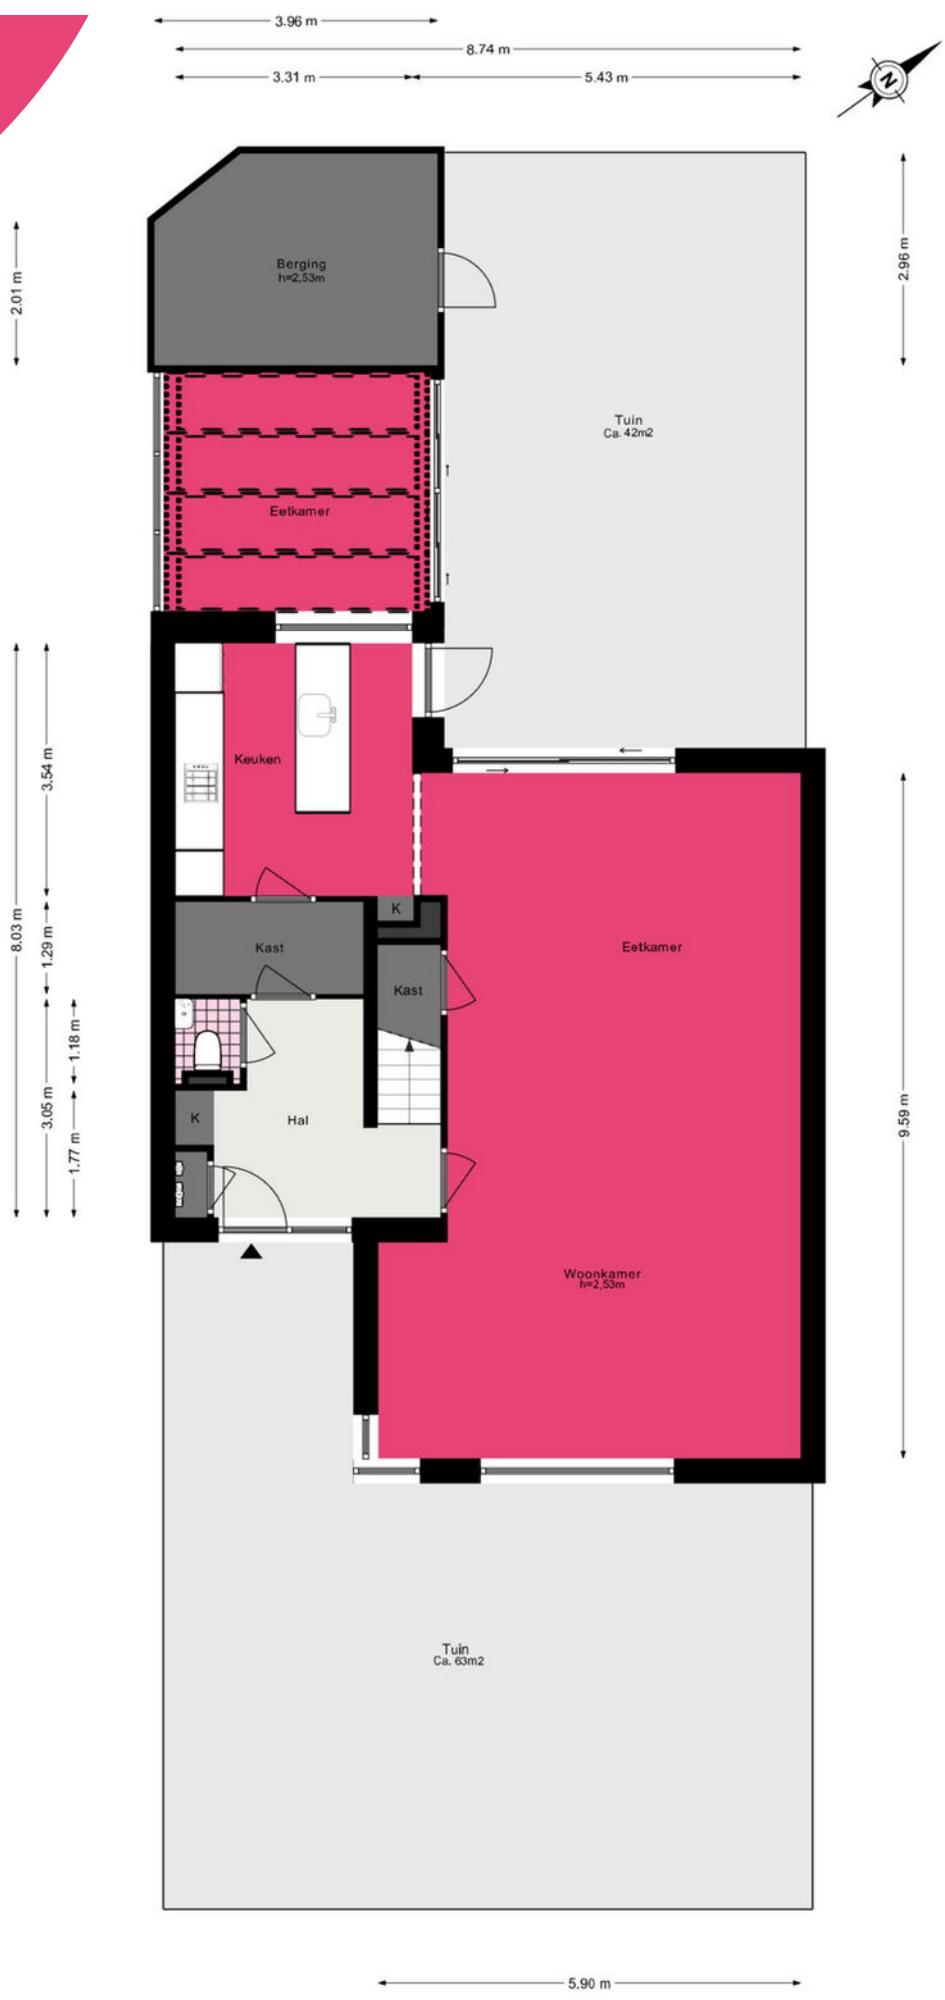 3.96 m
8.74 m
3.31 m
5.43 m
N
2.01 m
2.96 m
Berging
h=2,53m
Tuin
Ca. 42m2
Eetkamer
8.03 m
3.54 m
Keuken
K
1.29 m
Kast
Eetkamer
Kast
3.05 m
1.18 m
1.77 m
K
Hal
9.59 m
Woonkamer
h=2,53m
Tuin
Ca. 63m2
5.90 m